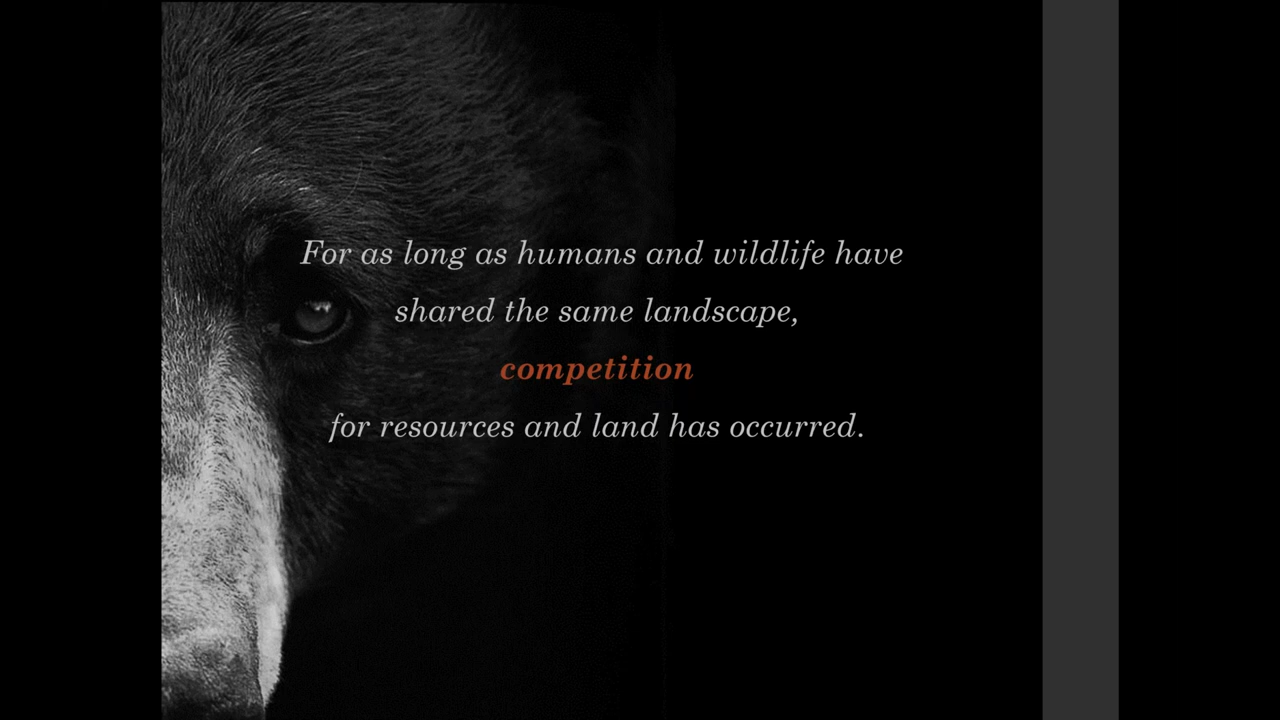 For as long as humans and wildlife have
shared the same landscape,
competition
for resources and land has occurred.